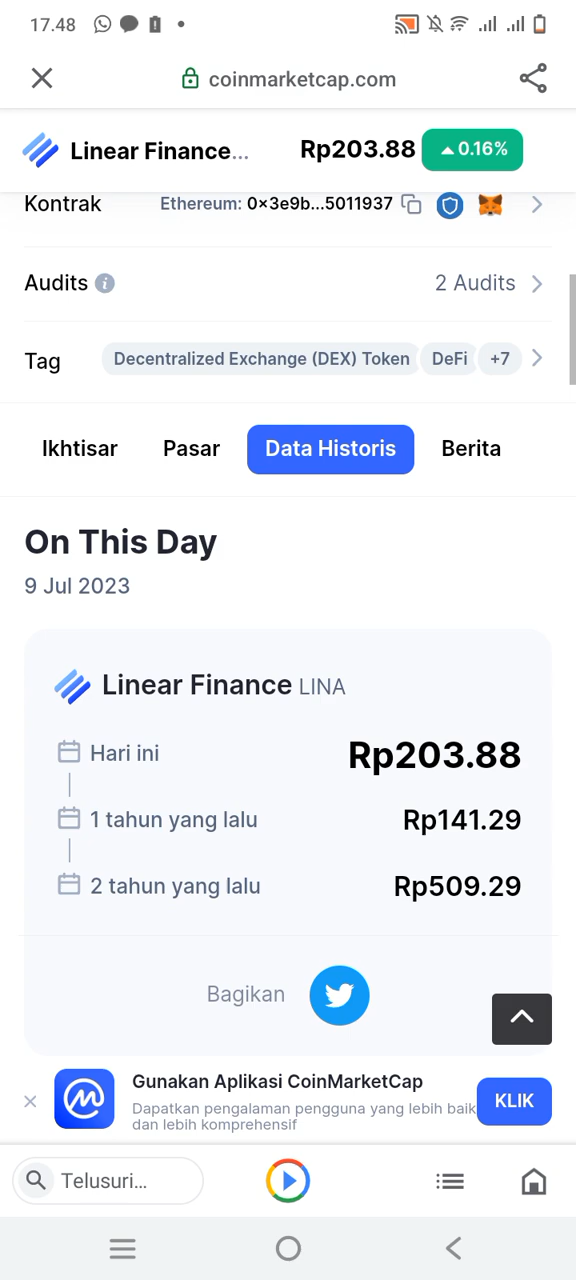 17.48
coinmarketcap.com
Linear Finance... Rp203.88 0.16%
Kontrak Ethereum: 0x3e9b...5011937
Audits 2 Audits
Tag Decentralized Exchange (DEX) Token DeFi +7
Ikhtisar Pasar Data Historis Berita
On This Day
9 Jul 2023
Linear Finance LINA
Hari ini Rp203.88
1 tahun yang lalu Rp141.29
2 tahun yang lalu Rp509.29
Bagikan
Gunakan Aplikasi CoinMarketCap
Dapatkan pengalaman pengguna yang lebih baik
dan lebih komprehensif
KLIK
Telusuri...